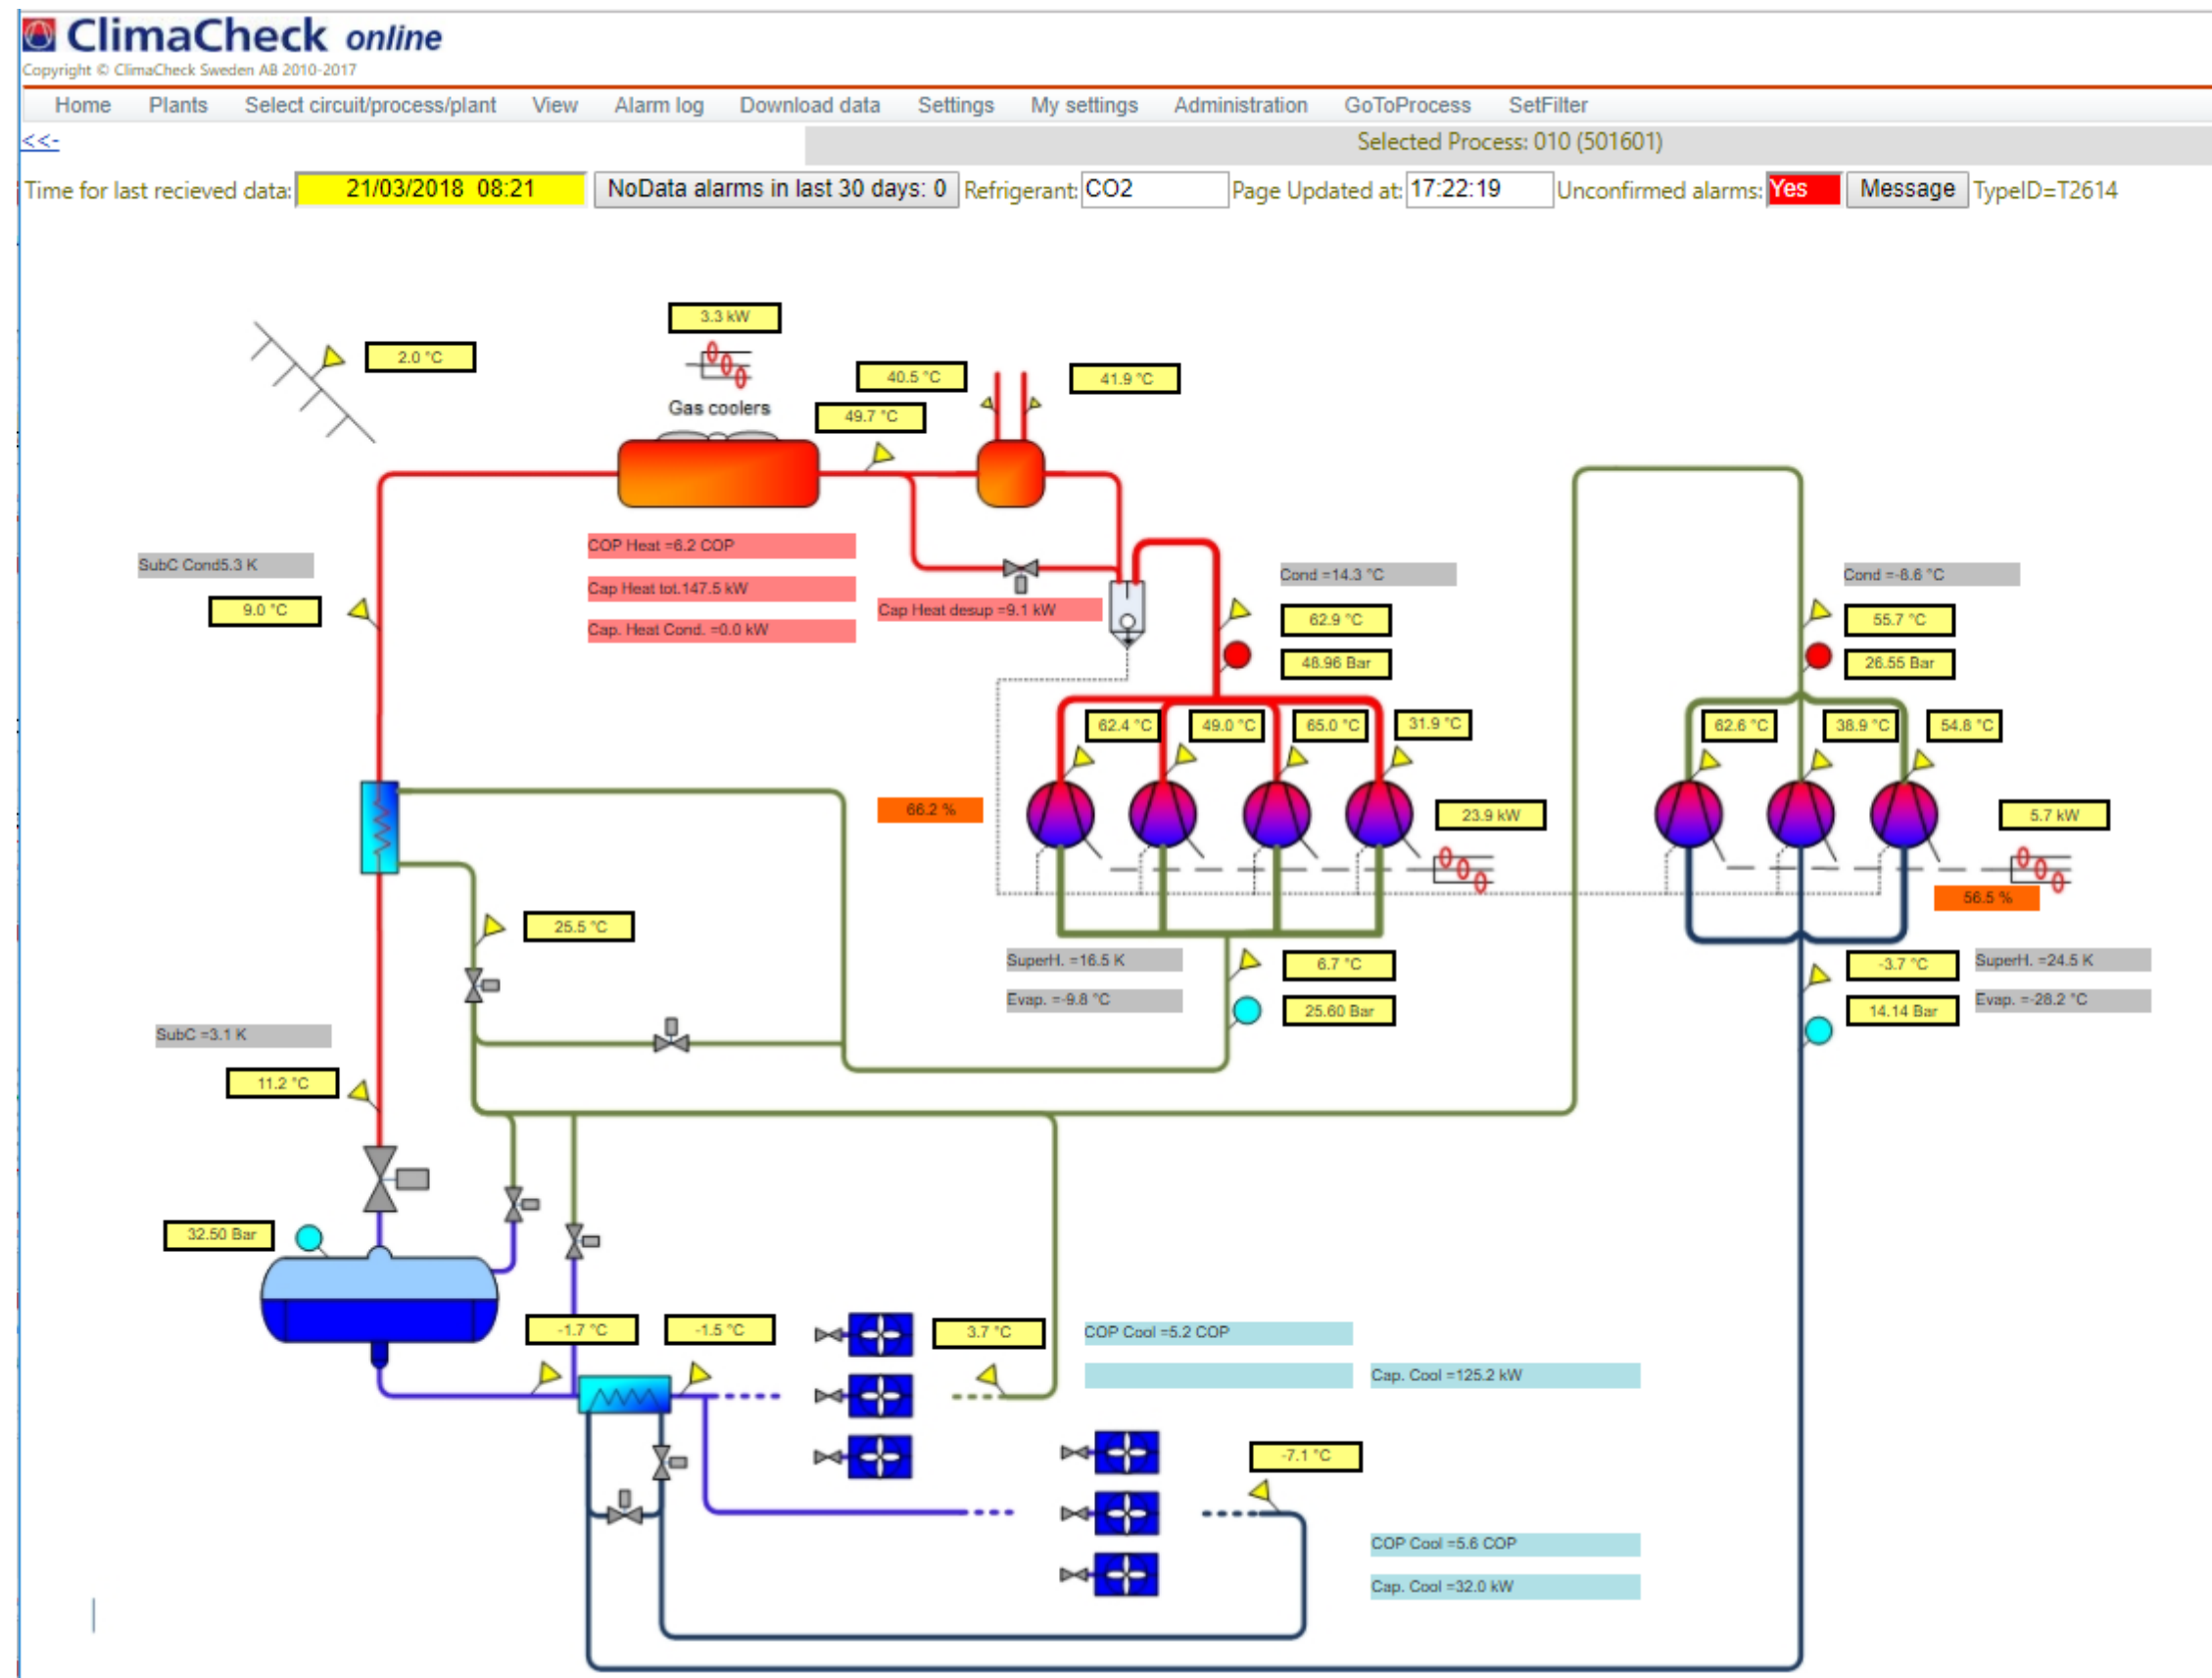 ClimaCheck online
Copyright © ClimaCheck Sweden AB 2010-2017
Home Plants Select circuit/process/plant View Alarm log Download data Settings My settings Administration GoToProcess SetFilter
<<-
Selected Process: 010 (501601)
Time for last recieved data: 21/03/2018 08:21 NoData alarms in last 30 days: 0 Refrigerant: CO2 Page Updated at: 17:22:19 Unconfirmed alarms: Yes Message TypeID=T2614
3.3 kW
2.0 °C
40.5 °C
41.9 °C
Gas coolers
49.7 °C
COP Heat =6.2 COP
SubC Cond5.3 K
Cond =14.3 °C
Cond =-8.6 °C
Cap Heat tot.147.5 kW
9.0 °C
Cap Heat desup =9.1 kW
62.9 °C
55.7 °C
Cap. Heat Cond. =0.0 kW
48.96 Bar
26.55 Bar
62.4 °C
49.0 °C
65.0 °C
31.9 °C
62.6 °C
38.9 °C
54.8 °C
66.2 %
23.9 kW
5.7 kW
56.5 %
25.5 °C
SuperH. =16.5 K
6.7 °C
-3.7 °C
SuperH. =24.5 K
Evap. =-9.8 °C
25.60 Bar
14.14 Bar
Evap. =-28.2 °C
SubC =3.1 K
11.2 °C
32.50 Bar
-1.7 °C
-1.5 °C
3.7 °C
COP Cool =5.2 COP
Cap. Cool =125.2 kW
-7.1 °C
COP Cool =5.6 COP
Cap. Cool =32.0 kW